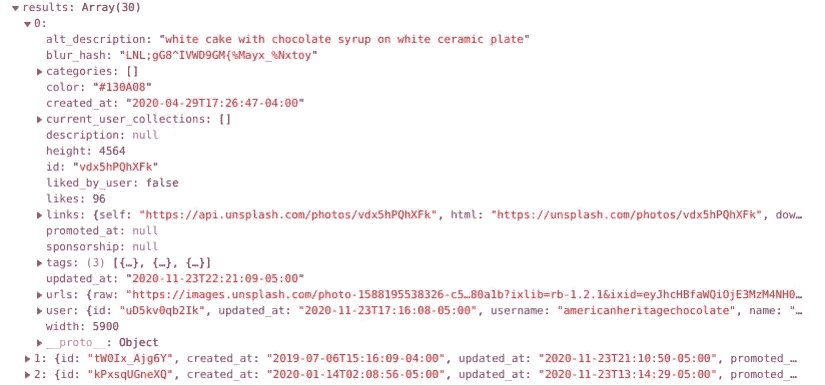 ▼ results: Array(30)
▼ 0:
alt_description: "white cake with chocolate syrup on white ceramic plate"
blur_hash: "LNL;gG8^IVWD9GM{%Mayx_%Nxtoy"
▶ categories: []
color: "#130A08"
created_at: "2020-04-29T17:26:47-04:00"
▶ current_user_collections: []
description: null
height: 4564
id: "vdx5hPQhXFk"
liked_by_user: false
likes: 96
▶ links: {self: "https://api.unsplash.com/photos/vdx5hPQhXFk", html: "https://unsplash.com/photos/vdx5hPQhXFk", dow…
promoted_at: null
sponsorship: null
▶ tags: (3) [{…}, {…}, {…}]
updated_at: "2020-11-23T22:21:09-05:00"
▶ urls: {raw: "https://images.unsplash.com/photo-1588195538326-c5…80a1b?ixlib=rb-1.2.1&ixid=eyJhcHBfaWQiOjE3MzM4NH0…
▶ user: {id: "uD5kv0qb2Ik", updated_at: "2020-11-23T17:16:08-05:00", username: "americanheritagechocolate", name: "…
width: 5900
▶ __proto__: Object
▶ 1: {id: "tW0Ix_Ajg6Y", created_at: "2019-07-06T15:16:09-04:00", updated_at: "2020-11-23T21:10:50-05:00", promoted_…
▶ 2: {id: "kPxsqUGneXQ", created_at: "2020-01-14T02:08:56-05:00", updated_at: "2020-11-23T13:14:29-05:00", promoted_…